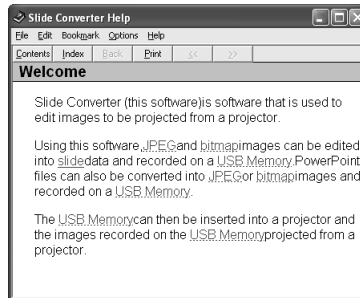 Slide Converter Help
File Edit Bookmark Options Help
Contents Index Back Print << >>
Welcome
Slide Converter (this software)is software that is used to
edit images to be projected from a projector.
Using this software,JPEGand bitmapimages can be edited
into slidedata and recorded on a USB Memory.PowerPoint
files can also be converted into JPEGor bitmapimages and
recorded on a USB Memory.
The USB Memorycan then be inserted into a projector and
the images recorded on the USB Memoryprojected from a
projector.